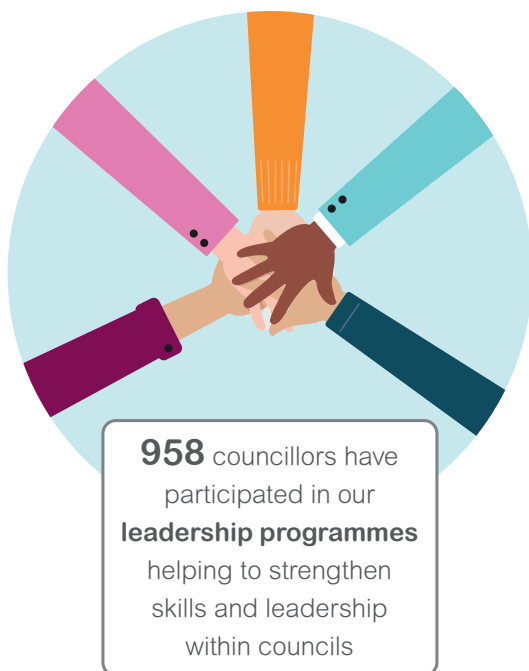 958 councillors have
participated in our
leadership programmes
helping to strengthen
skills and leadership
within councils